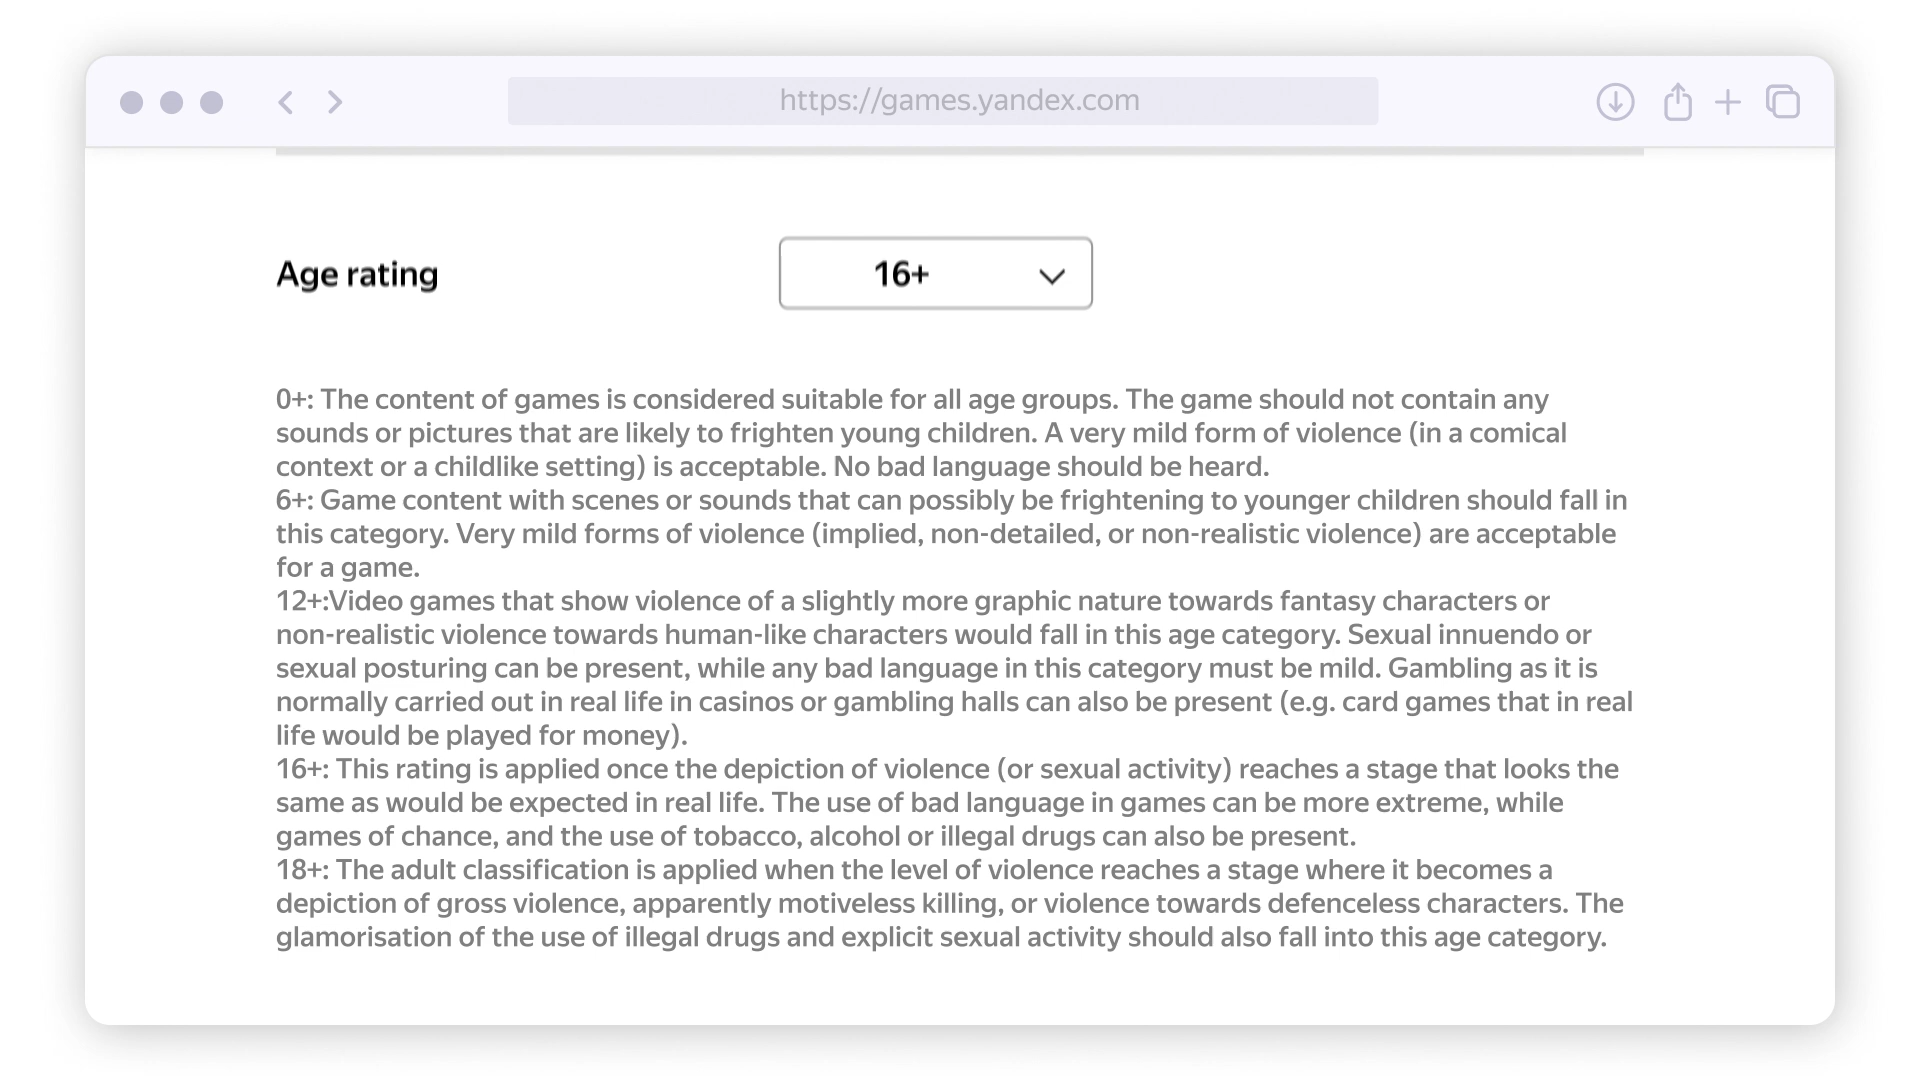 https://games.yandex.com
Age rating
16+
0+: The content of games is considered suitable for all age groups. The game should not contain any
sounds or pictures that are likely to frighten young children. A very mild form of violence (in a comical
context or a childlike setting) is acceptable. No bad language should be heard.
6+: Game content with scenes or sounds that can possibly be frightening to younger children should fall in
this category. Very mild forms of violence (implied, non-detailed, or non-realistic violence) are acceptable
for a game.
12+:Video games that show violence of a slightly more graphic nature towards fantasy characters or
non-realistic violence towards human-like characters would fall in this age category. Sexual innuendo or
sexual posturing can be present, while any bad language in this category must be mild. Gambling as it is
normally carried out in real life in casinos or gambling halls can also be present (e.g. card games that in real
life would be played for money).
16+: This rating is applied once the depiction of violence (or sexual activity) reaches a stage that looks the
same as would be expected in real life. The use of bad language in games can be more extreme, while
games of chance, and the use of tobacco, alcohol or illegal drugs can also be present.
18+: The adult classification is applied when the level of violence reaches a stage where it becomes a
depiction of gross violence, apparently motiveless killing, or violence towards defenceless characters. The
glamorisation of the use of illegal drugs and explicit sexual activity should also fall into this age category.